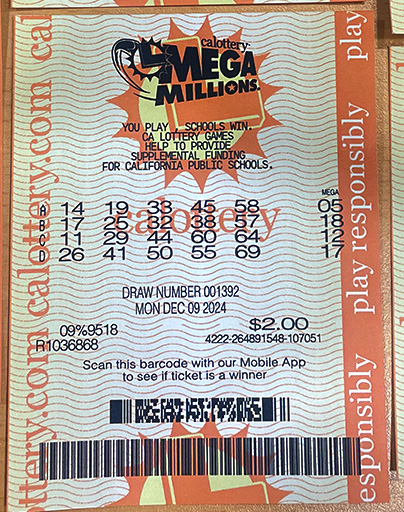 calottery
MEGA
MILLIONS
YOU PLAY, SCHOOLS WIN.
CA LOTTERY GAMES
HELP TO PROVIDE
SUPPLEMENTAL FUNDING
FOR CALIFORNIA PUBLIC SCHOOLS.
MEGA
A 14 19 33 45 58 05
B 17 25 32 38 57 18
C 11 29 44 60 64 12
D 26 41 50 55 69 17
calottery
DRAW NUMBER 001392
MON DEC 09 2024
09%9518 $2.00
R1036868 4222-264891548-107051
Scan this barcode with our Mobile App
to see if ticket is a winner
ttery.com calottery.com cal
esponsibly play responsibly play